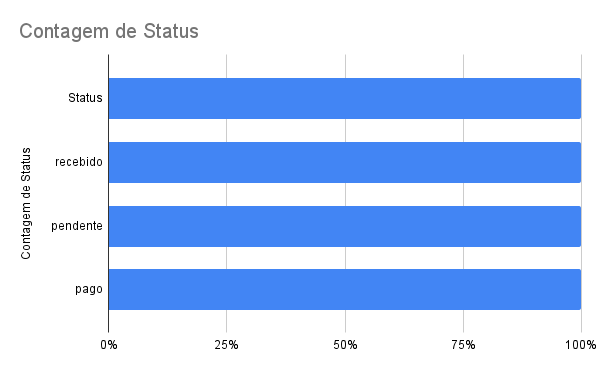 Contagem de Status
Contagem de Status
Status
recebido
pendente
pago
0%
25%
50%
75%
100%